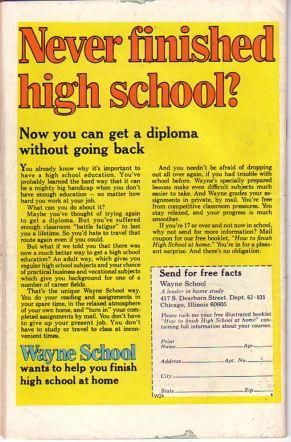 Never finished
high school?
Now you can get a diploma
without going back
You already know why it's important to
have a high school education. You've
probably learned the hard way that it can
be a mighty big handicap when you don't
have enough education — no matter how
hard you work at your job.
What can you do about it?
Maybe you've thought of trying again
to get a diploma. But you've suffered
enough classroom "battle fatigue" to last
you a lifetime. So you'd hate to travel that
route again even if you could.
But what if we told you that there was
now a much better way to get a high school
education? An adult way, which gives you
regular high school subjects and your choice
of practical business and vocational subjects
which give you background for one of a
number of career fields.
That's the unique Wayne School way.
You do your reading and assignments in
your spare time, in the relaxed atmosphere
of your own home, and "turn in" your com-
pleted assignments by mail. You don't have
to give up your present job. You don't have
to study or travel to class at incon-
venient times.
Wayne School
wants to help you finish
high school at home
And you needn't be afraid of dropping
out all over again, if you had trouble with
school before. Wayne's specially prepared
lessons make even difficult subjects much
easier to take. And Wayne grades your as-
signments in private, by mail. You're free
from competitive classroom pressures. You
stay relaxed, and your progress is much
smoother.
If you're 17 or over and not now in school,
why not send for more information? Mail
coupon for our free booklet. "How to finish
High School at home." You're in for a pleas-
ant surprise. And there's no obligation.
Send for free facts
Wayne School
A leader in home study
417 S. Dearborn Street. Dept. 62-035
Chicago, Illinois 60605
Please rush me your free illustrated booklet
"How to finish High School at home" con-
taining full information about your courses.
Print
Name Age
Address Apt. No.
City
State Zip
W24